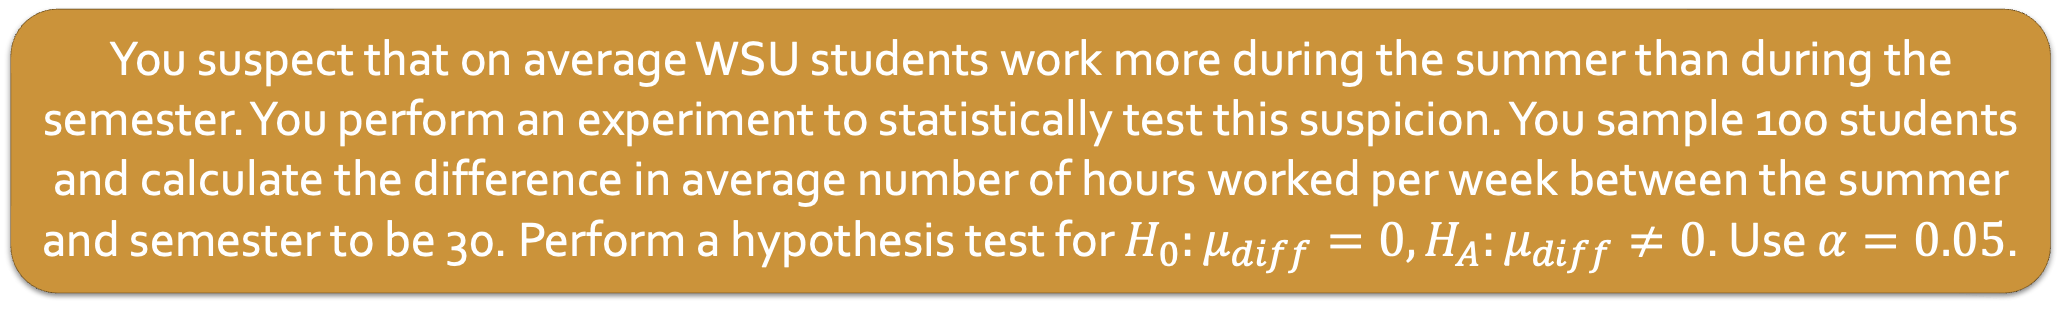 You suspect that on average WSU students work more during the summer than during the
semester. You perform an experiment to statistically test this suspicion. You sample 100 students
and calculate the difference in average number of hours worked per week between the summer
and semester to be 30. Perform a hypothesis test for H₀: μ_diff = 0, H_A: μ_diff ≠ 0. Use α = 0.05.